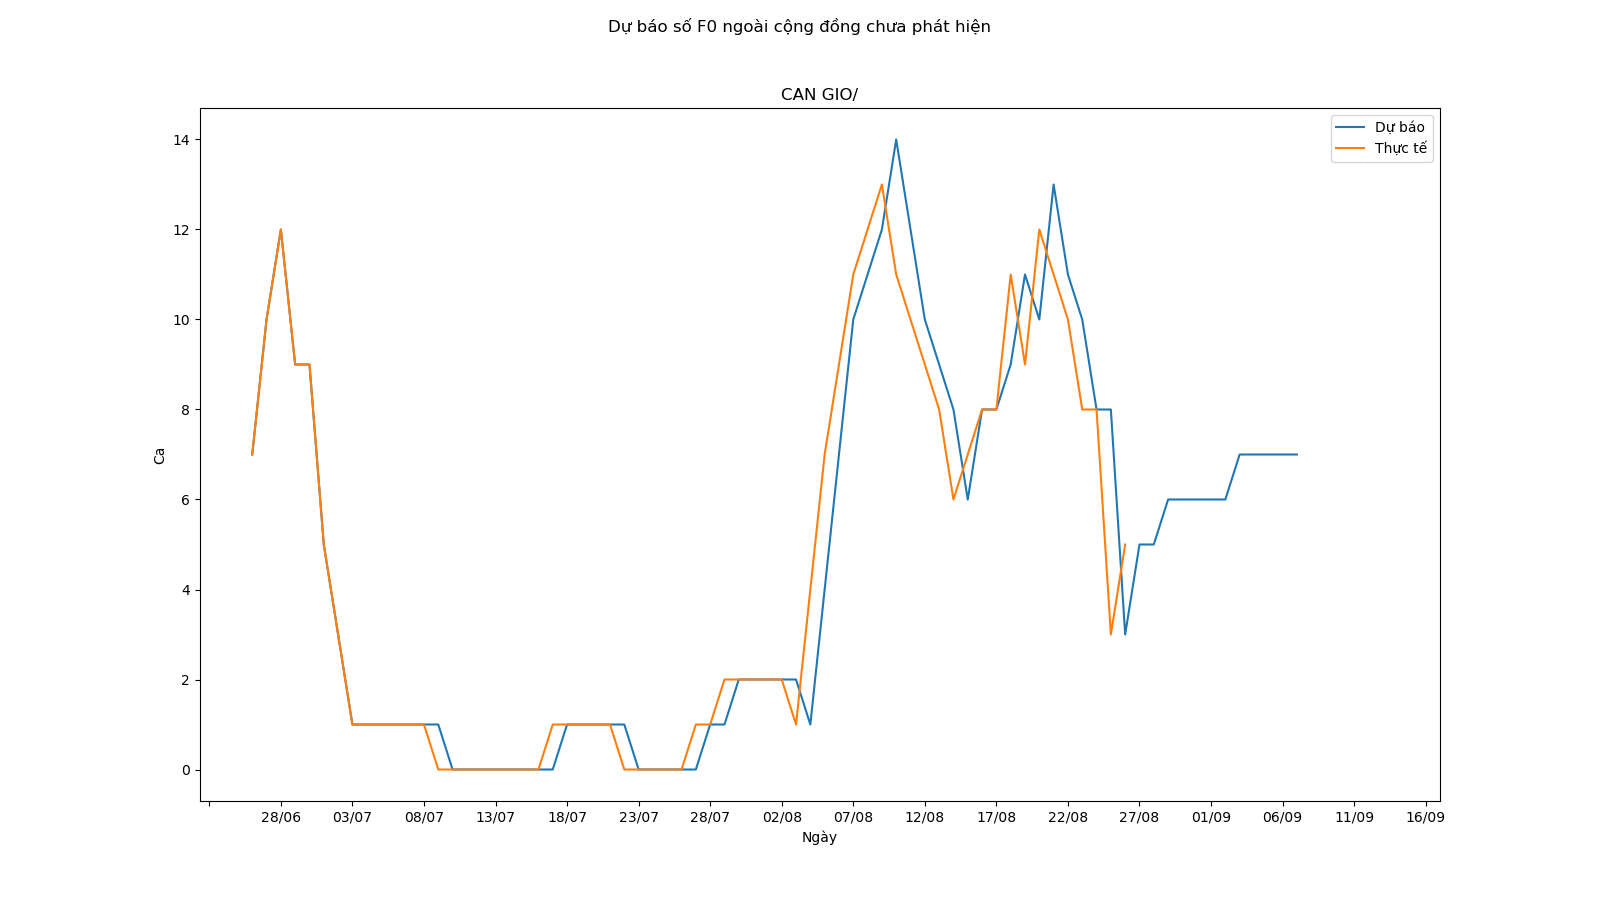 Dự báo số F0 ngoài cộng đồng chưa phát hiện
CAN GIO/
Dự báo
Thực tế
14
12
10
8
6
4
2
0
Ca
28/06 03/07 08/07 13/07 18/07 23/07 28/07 02/08 07/08 12/08 17/08 22/08 27/08 01/09 06/09 11/09 16/09
Ngày